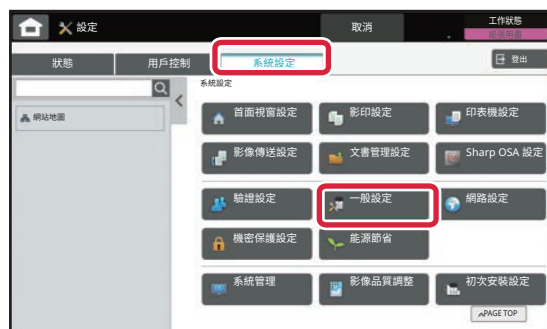 設定
取消
工作狀態
紙張用罄
狀態
用戶控制
系統設定
登出
系統設定
網站地圖
首頁視窗設定
影印設定
印表機設定
影像傳送設定
文書管理設定
Sharp OSA 設定
驗證設定
一般設定
網路設定
機密保護設定
能源節省
系統管理
影像品質調整
初次安裝設定
PAGE TOP